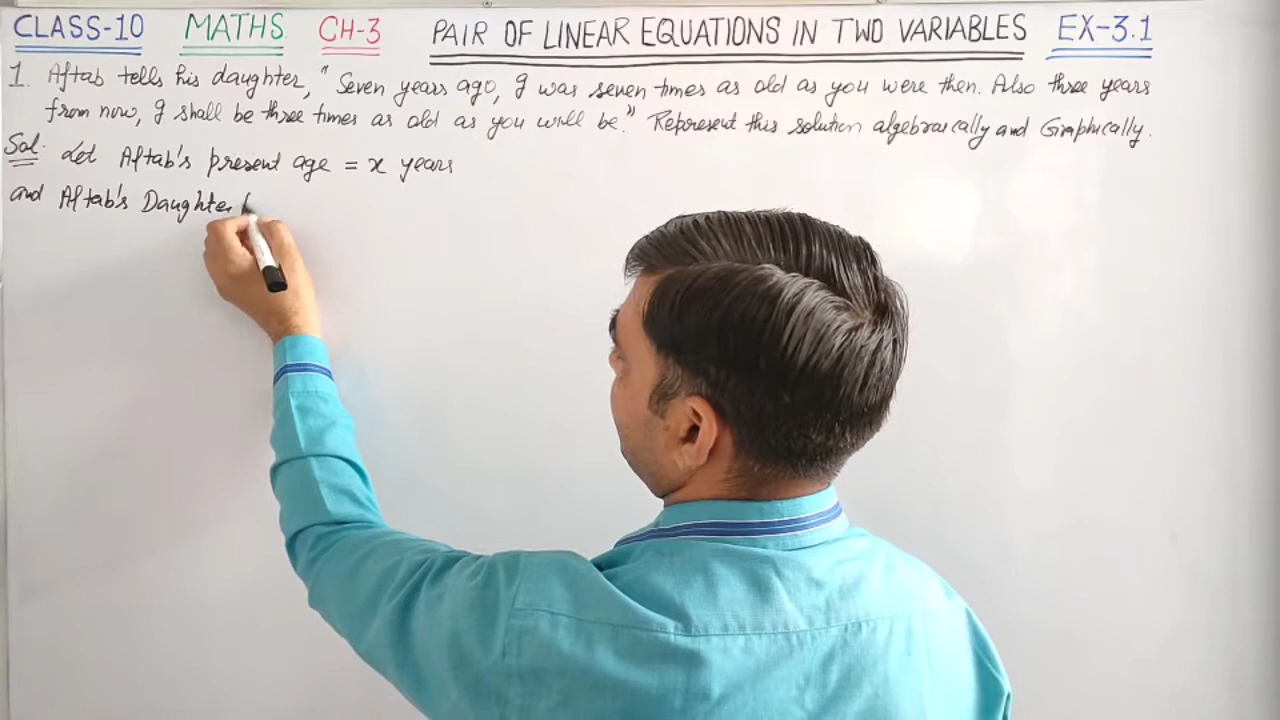 CLASS-10 MATHS CH-3 PAIR OF LINEAR EQUATIONS IN TWO VARIABLES EX-3.1
1. Aftab tells his daughter, "Seven years ago, I was seven times as old as you were then. Also three years
from now, I shall be three times as old as you will be." Represent this solution algebraically and Graphically.
Sol. Let Aftab's present age = x years
and Aftab's Daughter